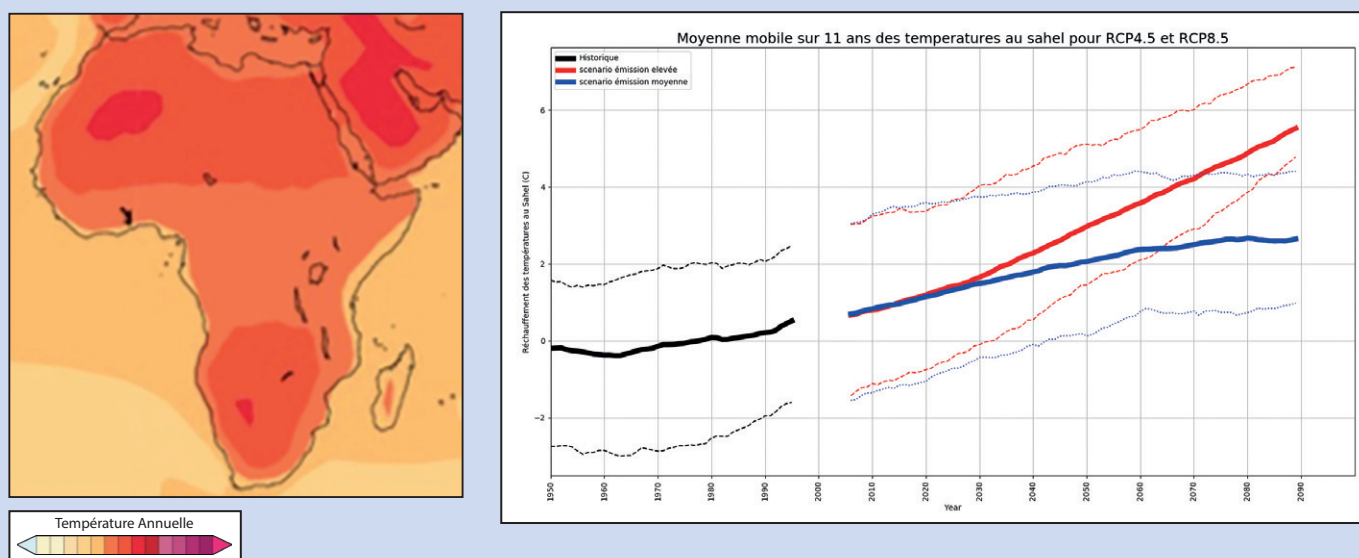 Température Annuelle
Moyenne mobile sur 11 ans des temperatures au sahel pour RCP4.5 et RCP8.5
Historique
scenario émission elevée
scenario émission moyenne
Réchauffement des températures au Sahel (C)
6
4
2
0
−2
1950
1960
1970
1980
1990
2000
2010
2020
2030
2040
2050
2060
2070
2080
2090
Year